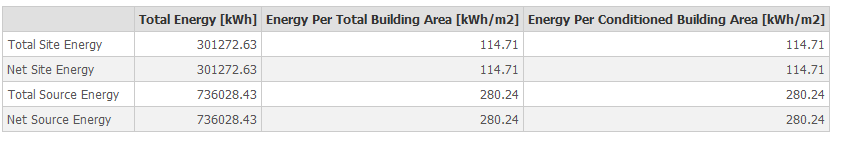 Total Energy [kWh] Energy Per Total Building Area [kWh/m2] Energy Per Conditioned Building Area [kWh/m2]
Total Site Energy 301272.63 114.71 114.71
Net Site Energy 301272.63 114.71 114.71
Total Source Energy 736028.43 280.24 280.24
Net Source Energy 736028.43 280.24 280.24